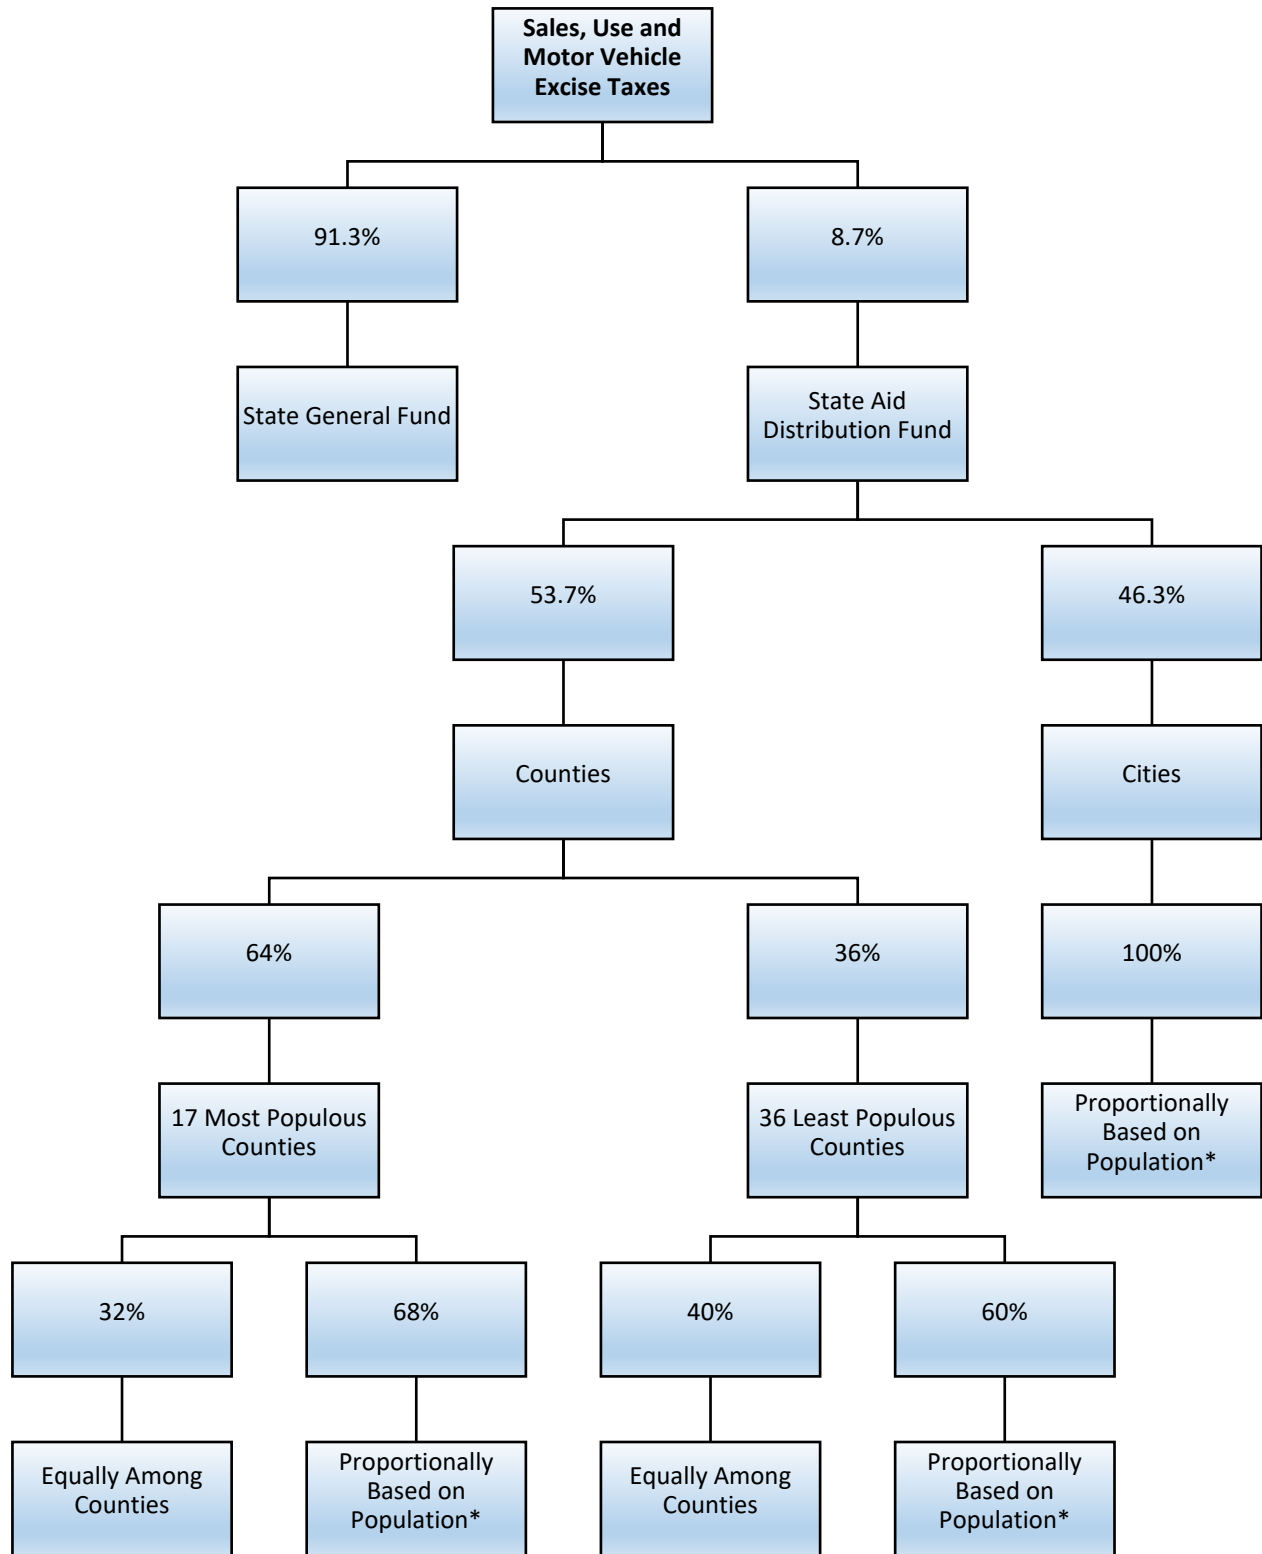 Sales, Use and
Motor Vehicle
Excise Taxes
91.3%
8.7%
State General Fund
State Aid
Distribution Fund
53.7%
46.3%
Counties
Cities
64%
36%
100%
17 Most Populous
Counties
36 Least Populous
Counties
Proportionally
Based on
Population*
32%
68%
40%
60%
Equally Among
Counties
Proportionally
Based on
Population*
Equally Among
Counties
Proportionally
Based on
Population*